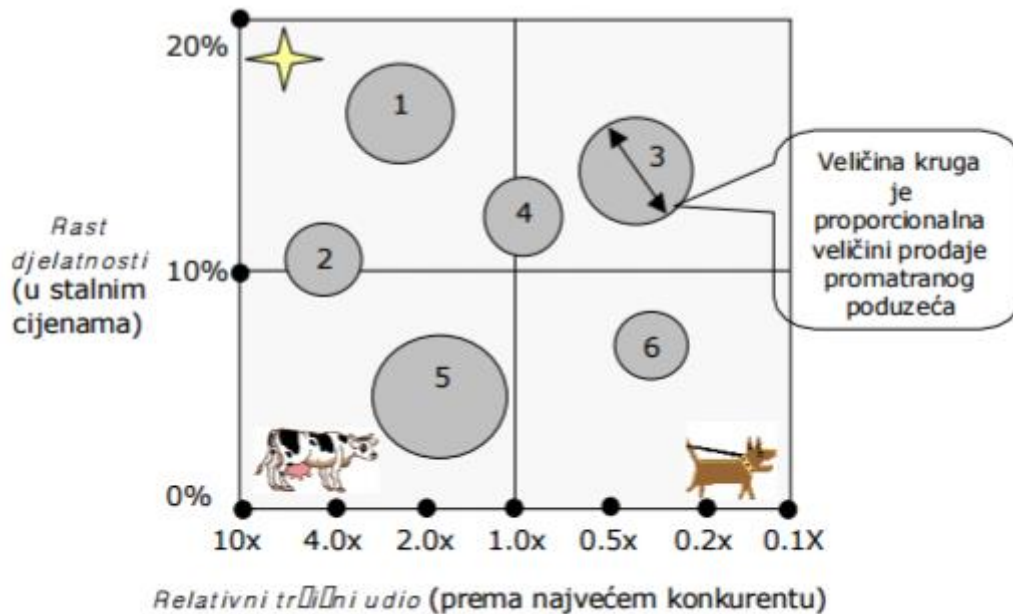 20%
1
3
4
2
Veličina kruga
je
proporcionalna
veličini prodaje
promatranog
poduzeća
Rast
djelatnosti
(u stalnim
cijenama)
10%
5
6
0%
10x 4.0x 2.0x 1.0x 0.5x 0.2x 0.1X
Relativni udio (prema najvećem konkurentu)